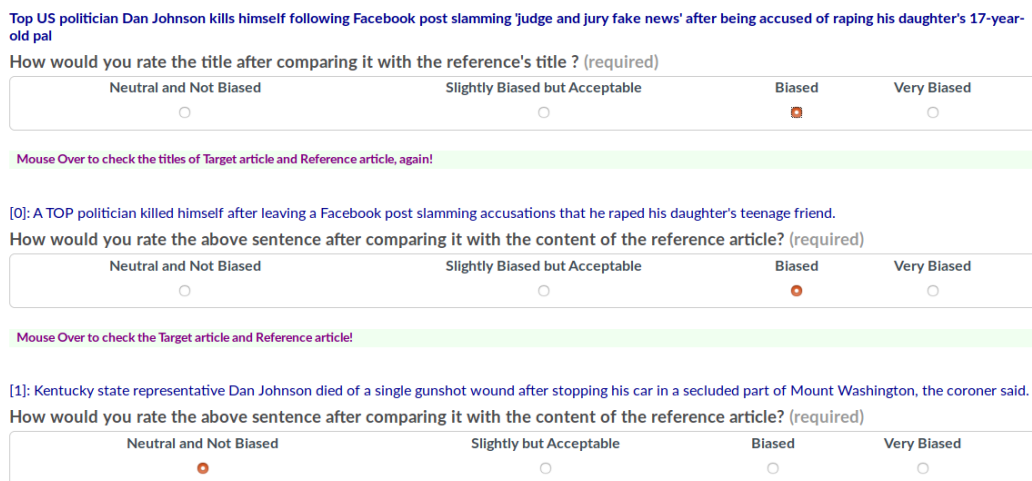 Top US politician Dan Johnson kills himself following Facebook post slamming 'judge and jury fake news' after being accused of raping his daughter's 17-year-
old pal
How would you rate the title after comparing it with the reference's title ? (required)
Neutral and Not Biased Slightly Biased but Acceptable Biased Very Biased
Mouse Over to check the titles of Target article and Reference article, again!
[0]: A TOP politician killed himself after leaving a Facebook post slamming accusations that he raped his daughter's teenage friend.
How would you rate the above sentence after comparing it with the content of the reference article? (required)
Neutral and Not Biased Slightly Biased but Acceptable Biased Very Biased
Mouse Over to check the Target article and Reference article!
[1]: Kentucky state representative Dan Johnson died of a single gunshot wound after stopping his car in a secluded part of Mount Washington, the coroner said.
How would you rate the above sentence after comparing it with the content of the reference article? (required)
Neutral and Not Biased Slightly but Acceptable Biased Very Biased